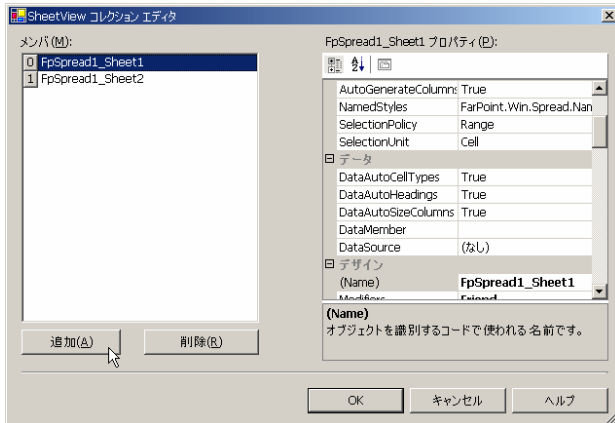 SheetView コレクション エディタ
メンバ(M):
0 FpSpread1_Sheet1
1 FpSpread1_Sheet2
追加(A)
削除(R)
FpSpread1_Sheet1 プロパティ(P):
AutoGenerateColumns True
NamedStyles FarPoint.Win.Spread.Nam
SelectionPolicy Range
SelectionUnit Cell
データ
DataAutoCellTypes True
DataAutoHeadings True
DataAutoSizeColumns True
DataMember
DataSource (なし)
デザイン
(Name) FpSpread1_Sheet1
Modifiers Friend
(Name)
オブジェクトを識別するコードで使われる名前です。
OK
キャンセル
ヘルプ